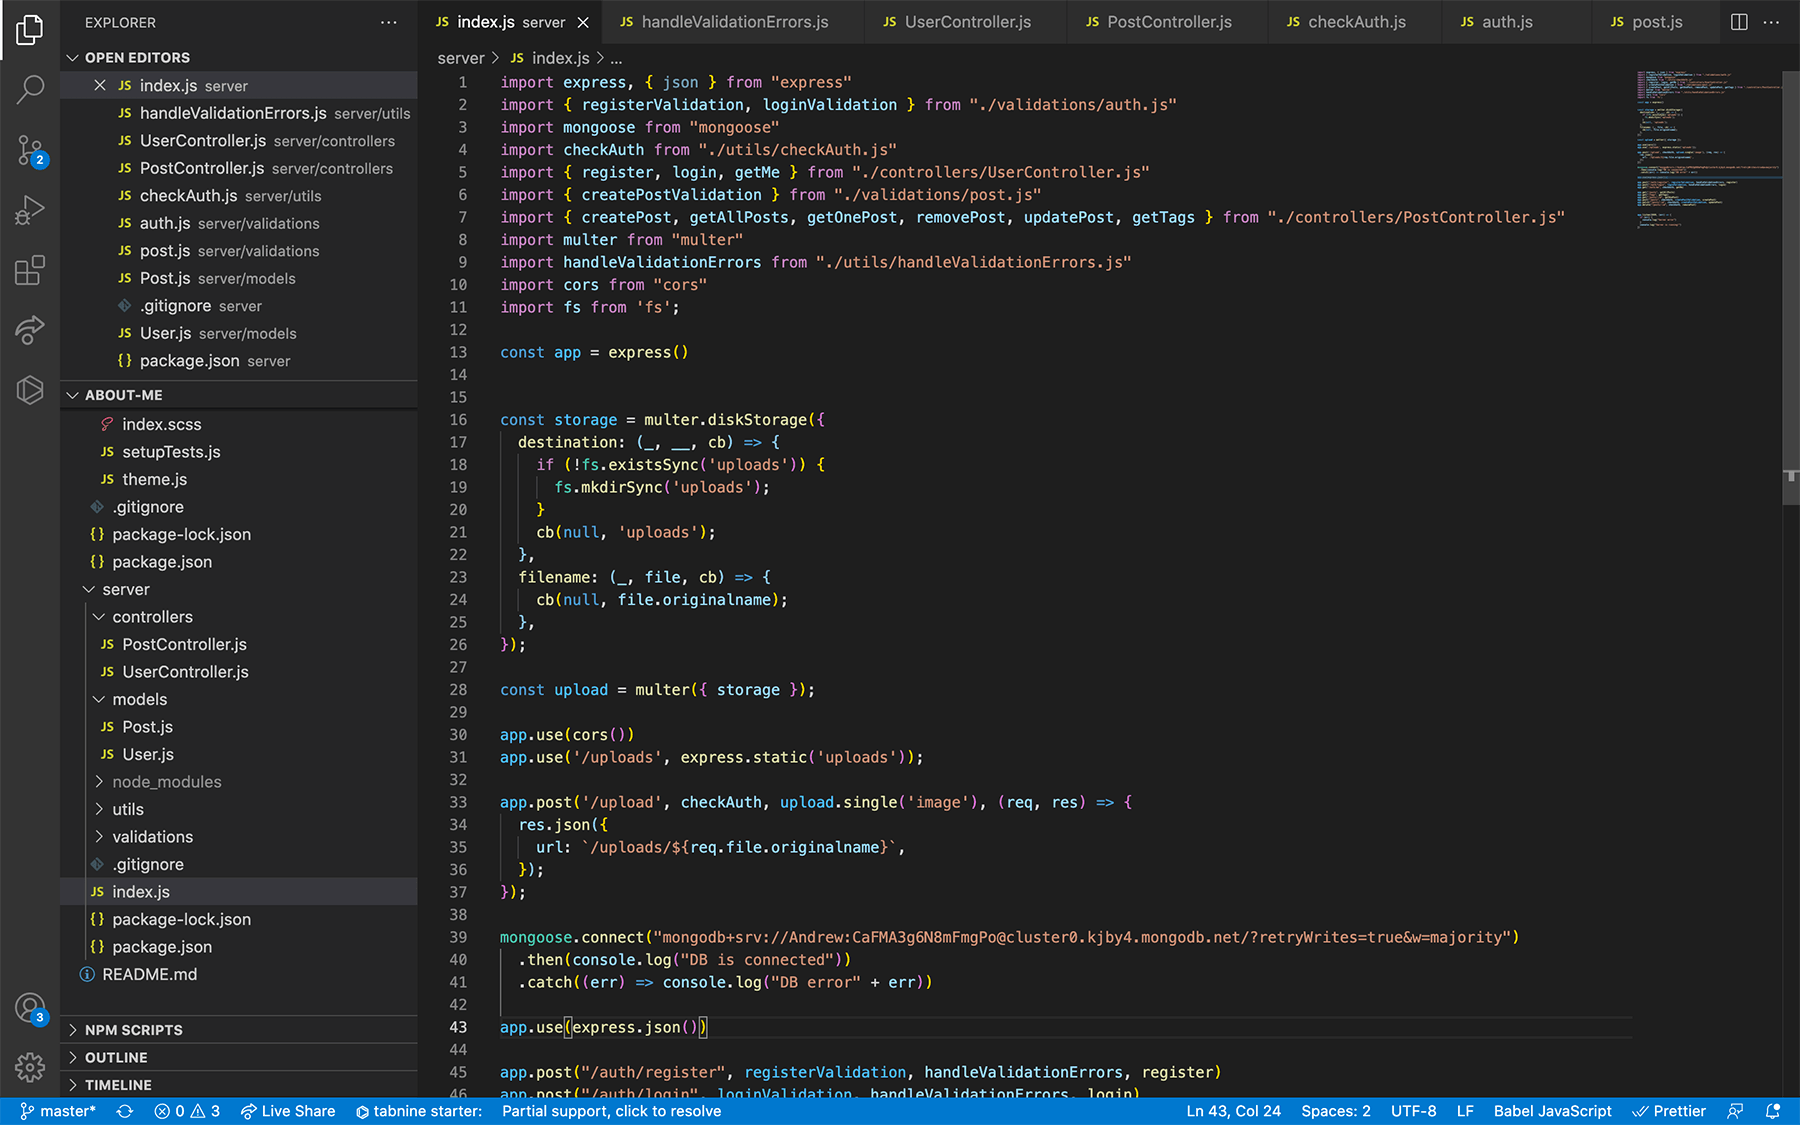 EXPLORER
OPEN EDITORS
JS index.js server
JS handleValidationErrors.js server/utils
JS UserController.js server/controllers
JS PostController.js server/controllers
JS checkAuth.js server/utils
JS auth.js server/validations
JS post.js server/validations
JS Post.js server/models
.gitignore server
JS User.js server/models
{} package.json server
ABOUT-ME
index.scss
JS setupTests.js
JS theme.js
.gitignore
{} package-lock.json
{} package.json
server
controllers
JS PostController.js
JS UserController.js
models
JS Post.js
JS User.js
node_modules
utils
validations
.gitignore
JS index.js
{} package-lock.json
{} package.json
README.md
NPM SCRIPTS
OUTLINE
TIMELINE
2
3
JS index.js server JS handleValidationErrors.js JS UserController.js JS PostController.js JS checkAuth.js JS auth.js JS post.js
server > JS index.js > ...
1 import express, { json } from "express"
2 import { registerValidation, loginValidation } from "./validations/auth.js"
3 import mongoose from "mongoose"
4 import checkAuth from "./utils/checkAuth.js"
5 import { register, login, getMe } from "./controllers/UserController.js"
6 import { createPostValidation } from "./validations/post.js"
7 import { createPost, getAllPosts, getOnePost, removePost, updatePost, getTags } from "./controllers/PostController.js"
8 import multer from "multer"
9 import handleValidationErrors from "./utils/handleValidationErrors.js"
10 import cors from "cors"
11 import fs from 'fs';
12
13 const app = express()
14
15
16 const storage = multer.diskStorage({
17 destination: (_, __, cb) => {
18 if (!fs.existsSync('uploads')) {
19 fs.mkdirSync('uploads');
20 }
21 cb(null, 'uploads');
22 },
23 filename: (_, file, cb) => {
24 cb(null, file.originalname);
25 },
26 });
27
28 const upload = multer({ storage });
29
30 app.use(cors())
31 app.use('/uploads', express.static('uploads'));
32
33 app.post('/upload', checkAuth, upload.single('image'), (req, res) => {
34 res.json({
35 url: `/uploads/${req.file.originalname}`,
36 });
37 });
38
39 mongoose.connect("mongodb+srv://Andrew:CaFMA3g6N8mFmgPo@cluster0.kjby4.mongodb.net/?retryWrites=true&w=majority")
40 .then(console.log("DB is connected"))
41 .catch((err) => console.log("DB error" + err))
42
43 app.use(express.json())
44
45 app.post("/auth/register", registerValidation, handleValidationErrors, register)
46 app.post("/auth/login", loginValidation, handleValidationErrors, login)
master* 0 3 Live Share tabnine starter: Partial support, click to resolve Ln 43, Col 24 Spaces: 2 UTF-8 LF Babel JavaScript Prettier